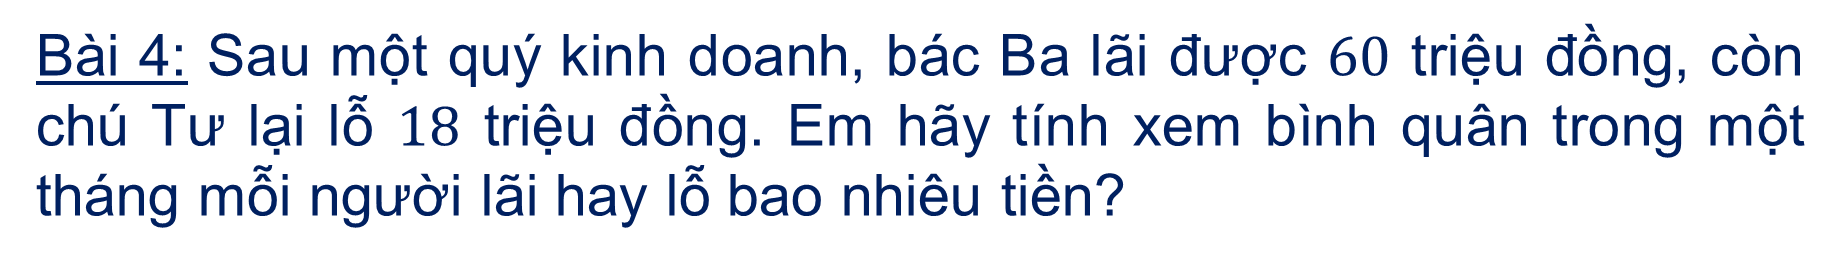 Bài 4: Sau một quý kinh doanh, bác Ba lãi được 60 triệu đồng, còn
chú Tư lại lỗ 18 triệu đồng. Em hãy tính xem bình quân trong một
tháng mỗi người lãi hay lỗ bao nhiêu tiền?